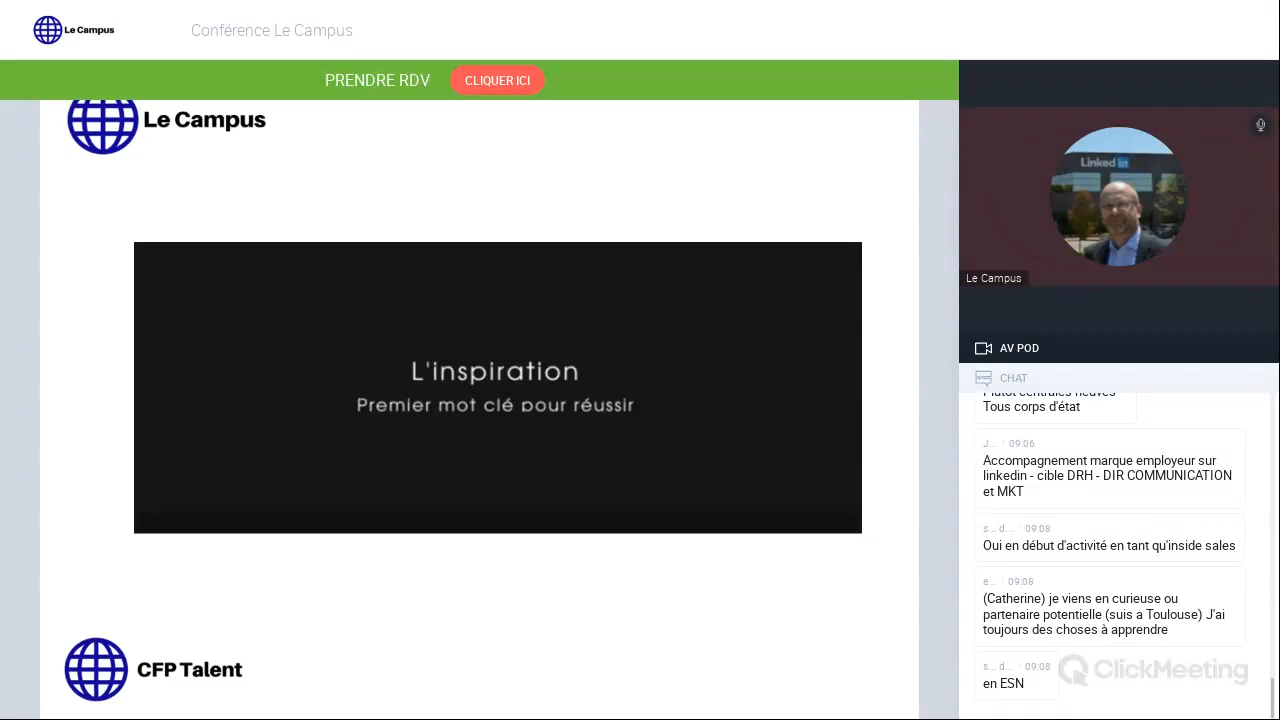 Le Campus
Conférence Le Campus
PRENDRE RDV
CLIQUER ICI
Le Campus
L'inspiration
Premier mot clé pour réussir
CFP Talent
Linked in
Le Campus
AV POD
CHAT
Plutôt centrales neuves
Tous corps d'état
J... 09:06
Accompagnement marque employeur sur
linkedin - cible DRH - DIR COMMUNICATION
et MKT
s... d... 09:08
Oui en début d'activité en tant qu'inside sales
e... 09:08
(Catherine) je viens en curieuse ou
partenaire potentielle (suis a Toulouse) J'ai
toujours des choses à apprendre
s... d... 09:08
en ESN
ClickMeeting